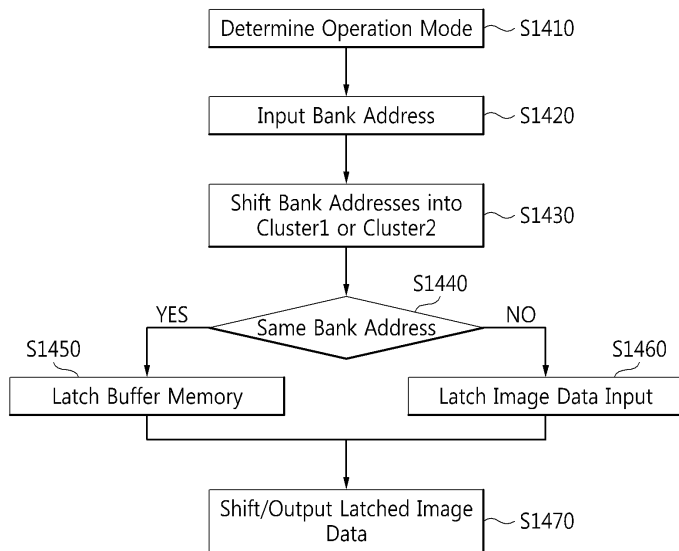 Determine Operation Mode
S1410
Input Bank Address
S1420
Shift Bank Addresses into
Cluster1 or Cluster2
S1430
S1440
YES
Same Bank Address
NO
S1450
S1460
Latch Buffer Memory
Latch Image Data Input
Shift/Output Latched Image
Data
S1470